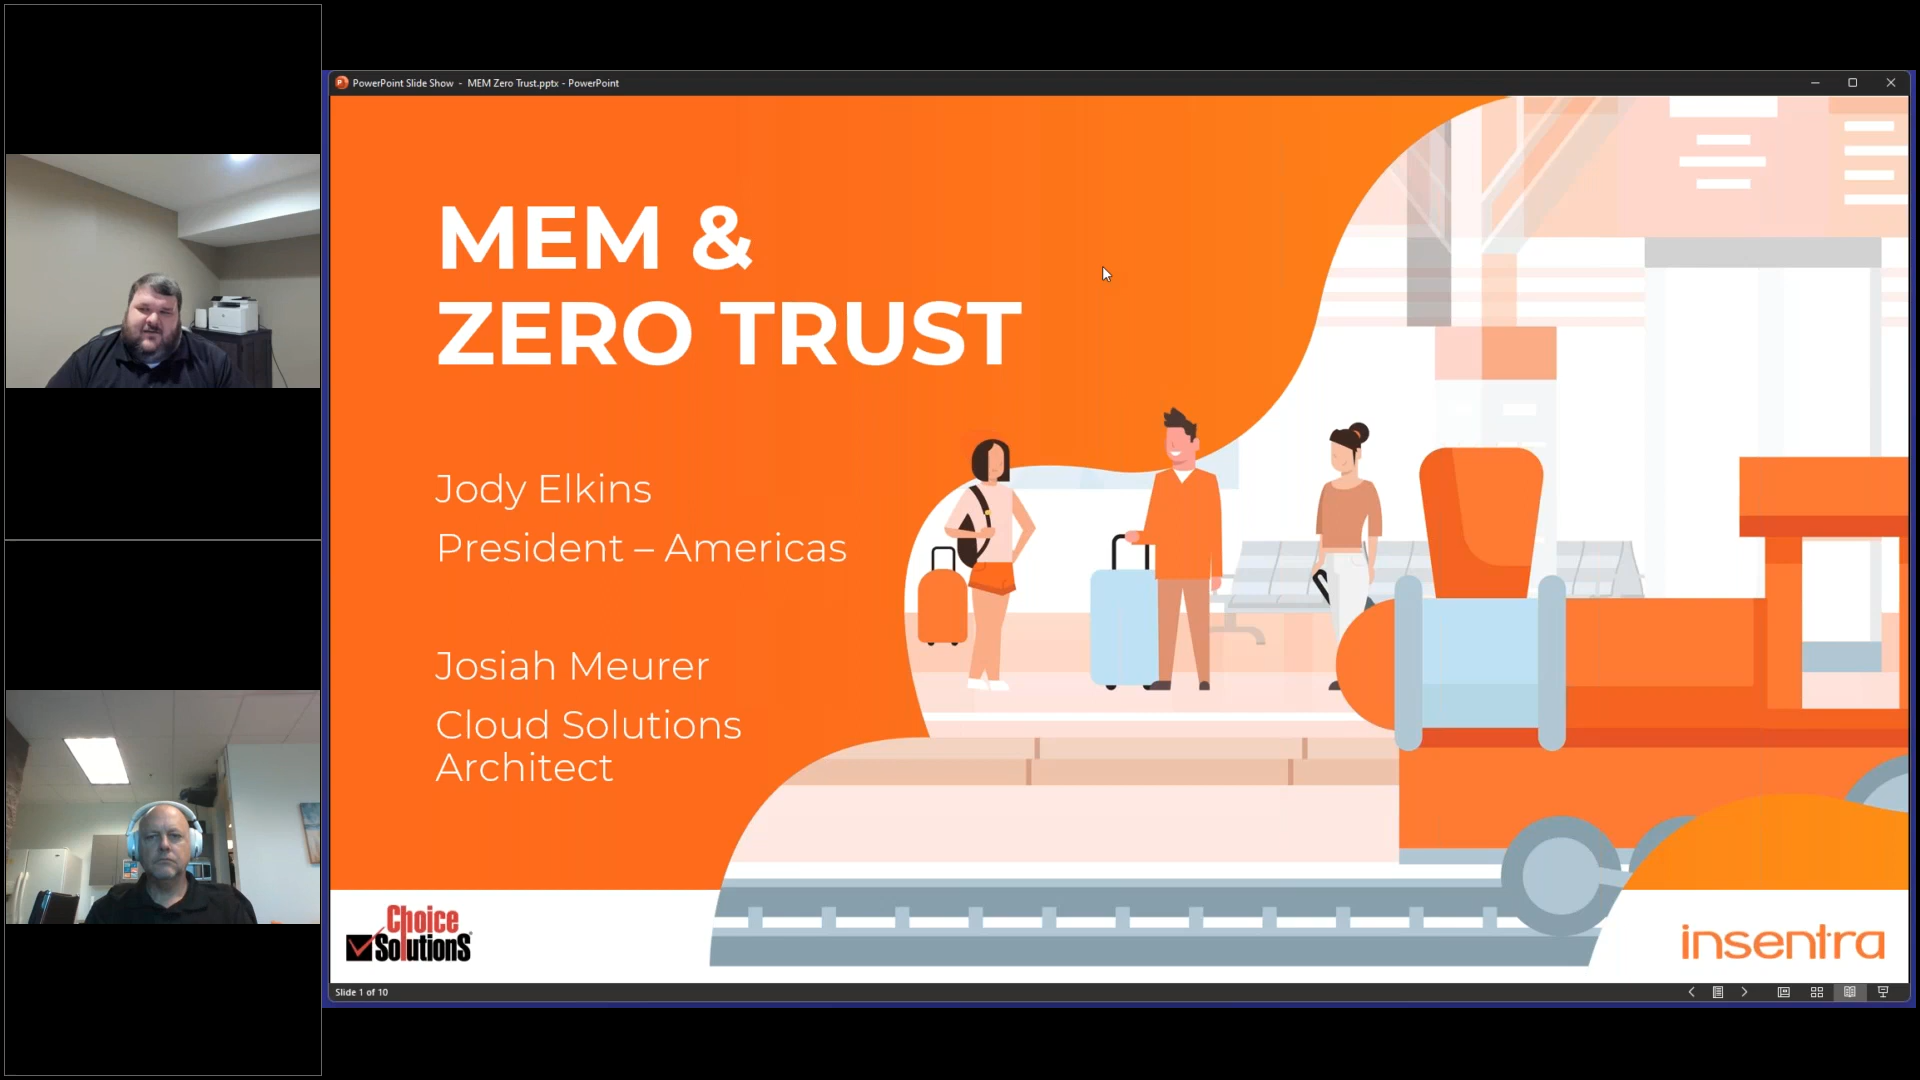 PowerPoint Slide Show - MEM Zero Trust.pptx - PowerPoint
MEM &
ZERO TRUST
Jody Elkins
President – Americas
Josiah Meurer
Cloud Solutions
Architect
Choice
Solutions
insentra
Slide 1 of 10